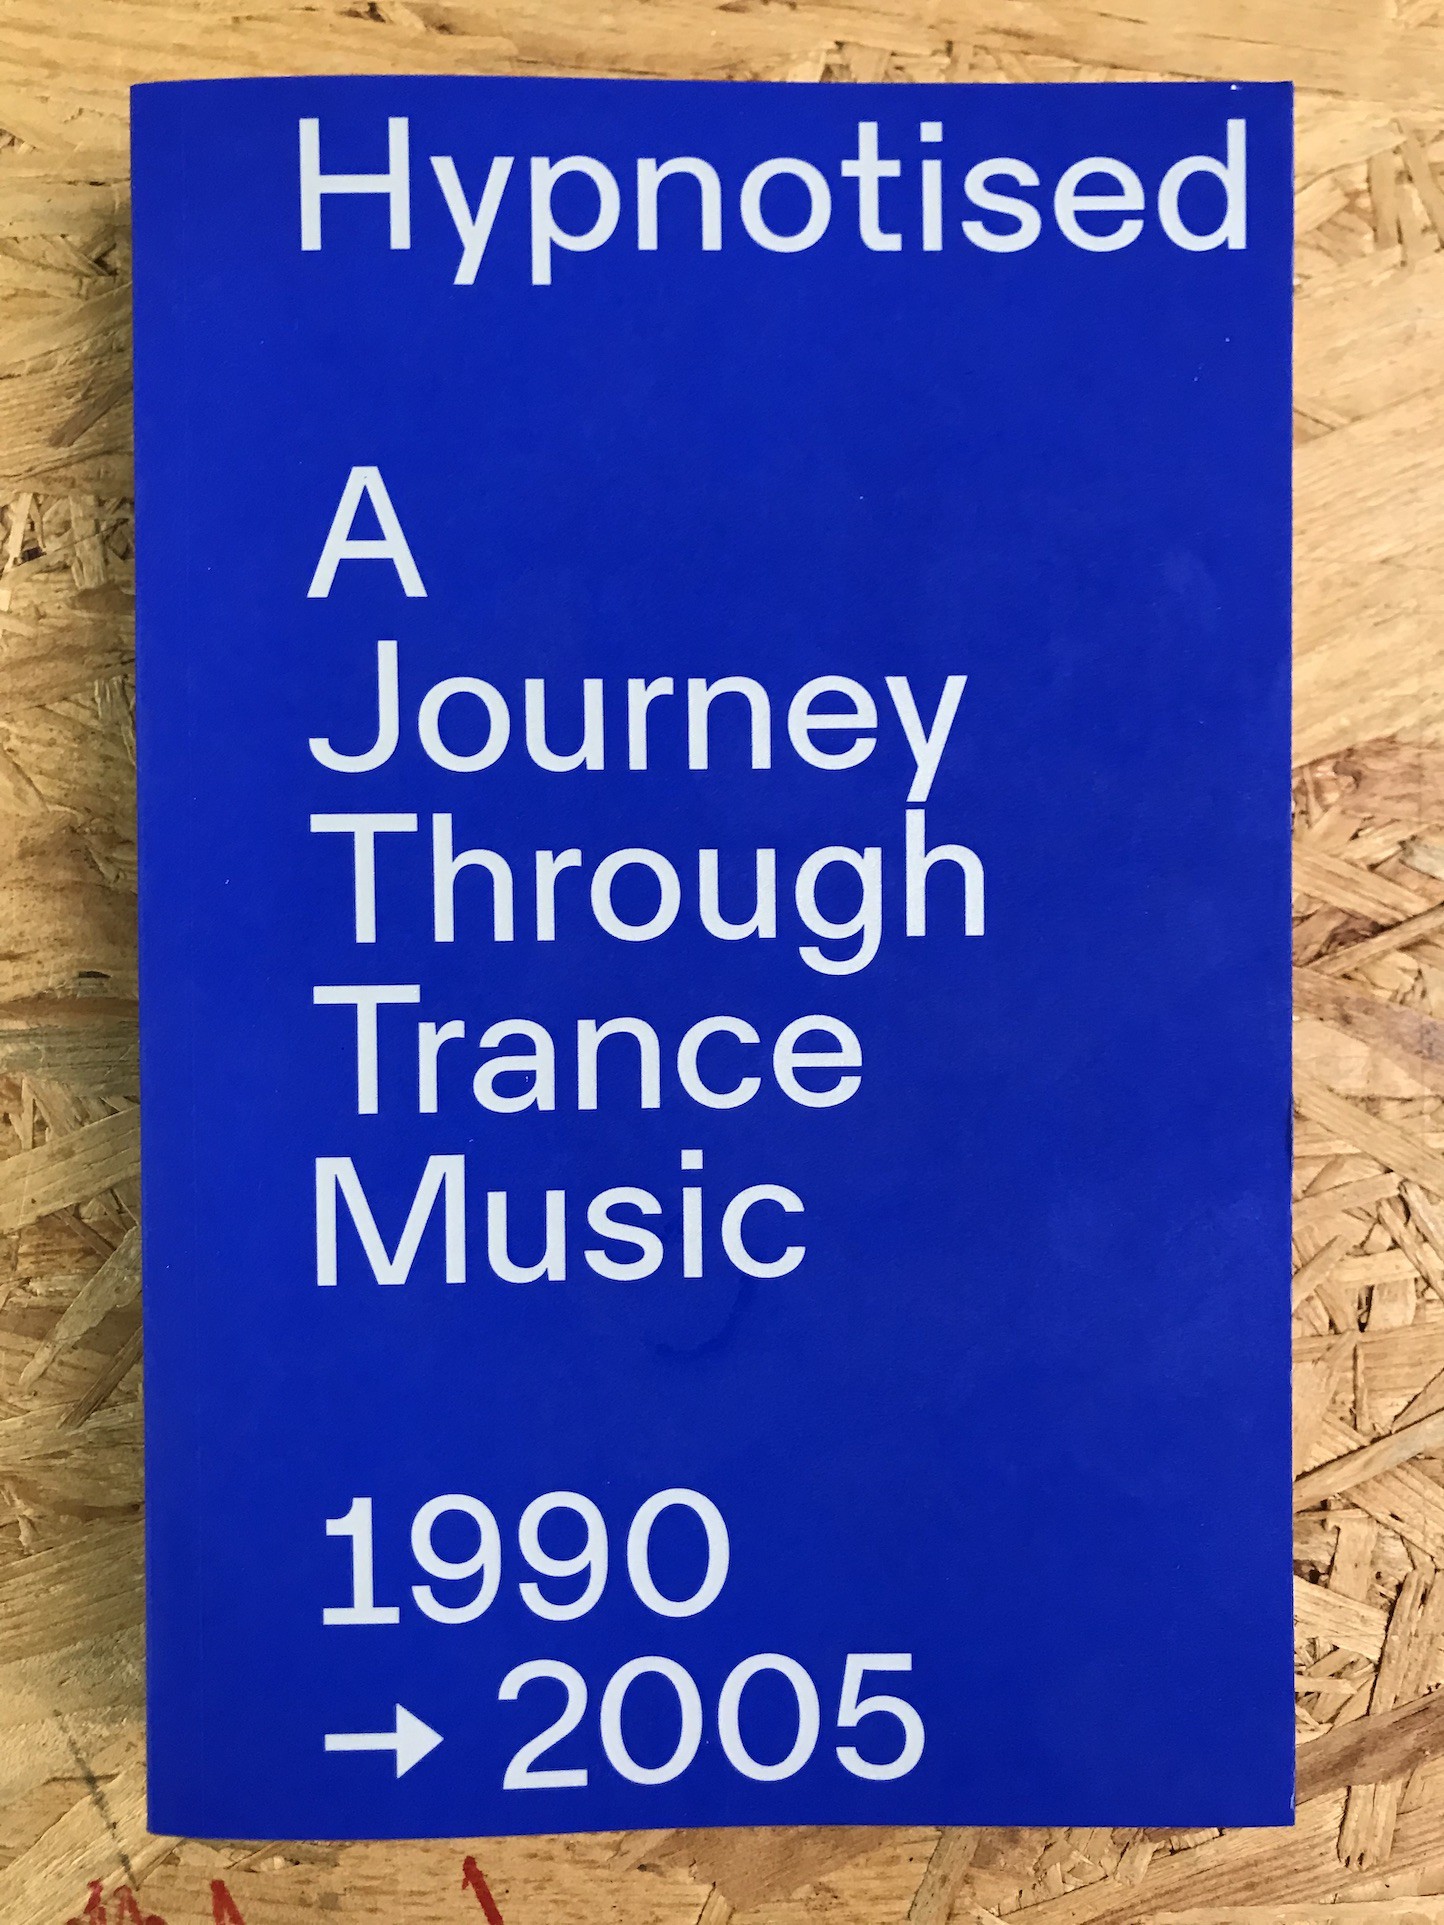 Hypnotised
A
Journey
Through
Trance
Music
1990
→ 2005